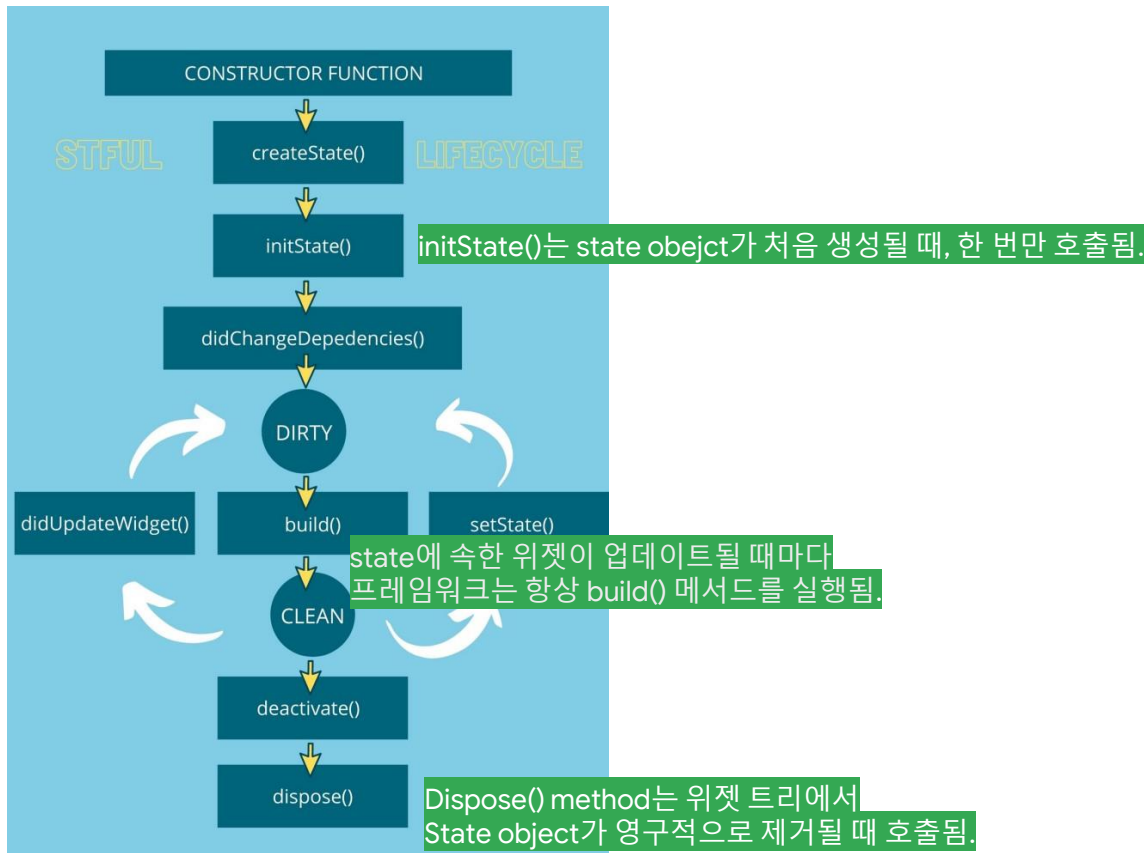 CONSTRUCTOR FUNCTION
STFUL
createState()
LIFECYCLE
initState()
initState()는 state obejct가 처음 생성될 때, 한 번만 호출됨.
didChangeDepedencies()
DIRTY
didUpdateWidget()
build()
setState()
state에 속한 위젯이 업데이트될 때마다
프레임워크는 항상 build() 메서드를 실행됨.
CLEAN
deactivate()
dispose()
Dispose() method는 위젯 트리에서
State object가 영구적으로 제거될 때 호출됨.